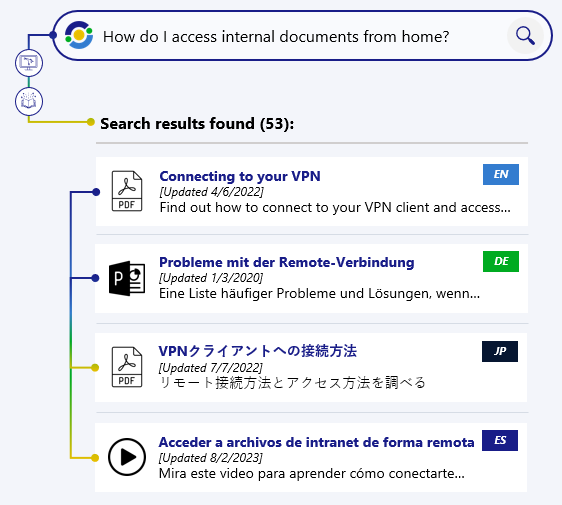 How do I access internal documents from home?
Search results found (53):
Connecting to your VPN
EN
[Updated 4/6/2022]
Find out how to connect to your VPN client and access...
PDF
Probleme mit der Remote-Verbindung
DE
[Updated 1/3/2020]
Eine Liste häufiger Probleme und Lösungen, wenn...
P
VPNクライアントへの接続方法
JP
[Updated 7/7/2022]
リモート接続方法とアクセス方法を調べる
PDF
Acceder a archivos de intranet de forma remota
ES
[Updated 8/2/2023]
Mira este video para aprender cómo conectarte...